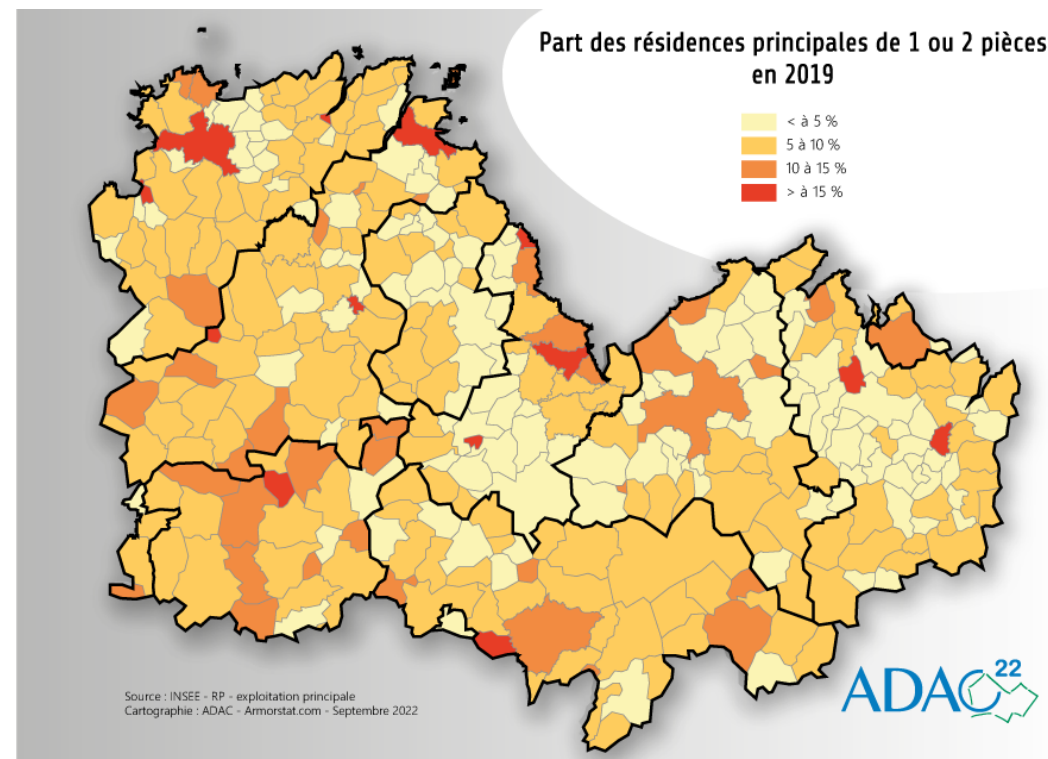 Part des résidences principales de 1 ou 2 pièces
en 2019
< à 5 %
5 à 10 %
10 à 15 %
> à 15 %
Source : INSEE - RP - exploitation principale
Cartographie : ADAC - Armorstat.com - Septembre 2022
ADAC 22